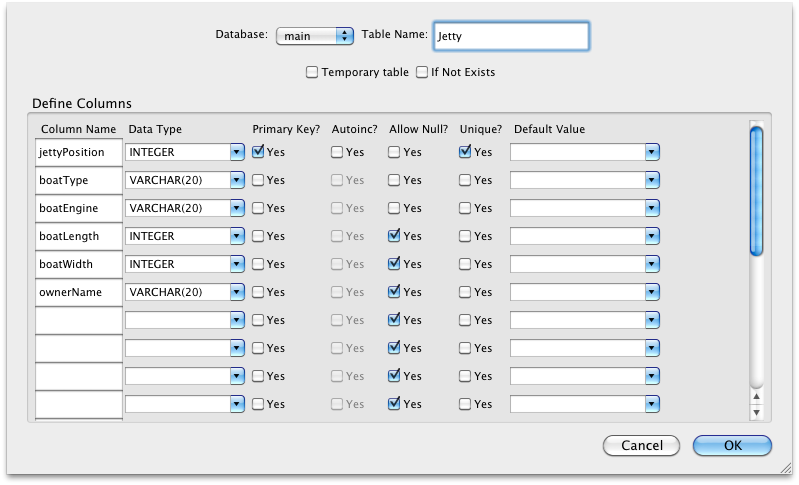 Database: main Table Name: Jetty
Temporary table If Not Exists
Define Columns
Column Name Data Type Primary Key? Autoinc? Allow Null? Unique? Default Value
jettyPosition INTEGER Yes Yes Yes Yes
boatType VARCHAR(20) Yes Yes Yes Yes
boatEngine VARCHAR(20) Yes Yes Yes Yes
boatLength INTEGER Yes Yes Yes Yes
boatWidth INTEGER Yes Yes Yes Yes
ownerName VARCHAR(20) Yes Yes Yes Yes
Yes Yes Yes Yes
Yes Yes Yes Yes
Yes Yes Yes Yes
Yes Yes Yes Yes
Cancel OK